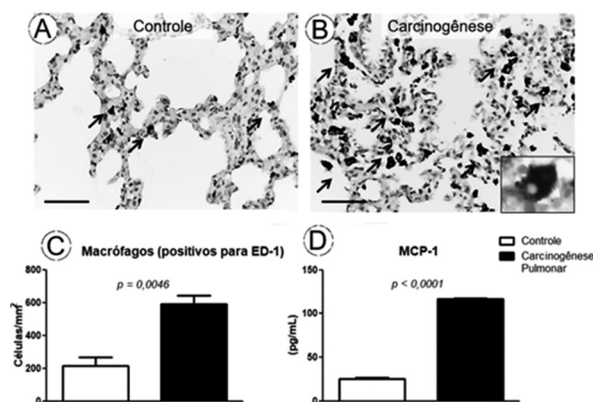 A
Controle
B
Carcinogênese
C
Macrófagos (positivos para ED-1)
p = 0,0046
Células/mm²
800
600
400
200
0
D
MCP-1
p < 0,0001
(pg/mL)
150
100
50
0
Controle
Carcinogênese
Pulmonar